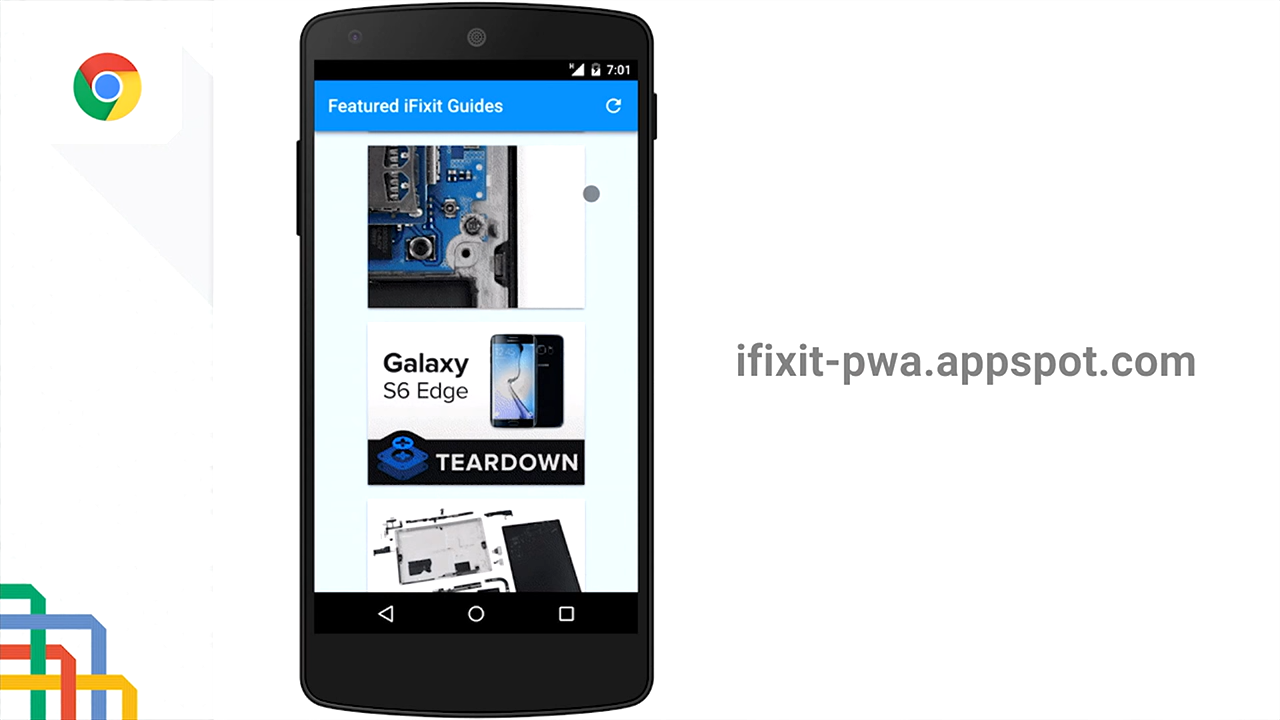 H 7:01
Featured iFixit Guides
Galaxy
S6 Edge
TEARDOWN
ifixit-pwa.appspot.com